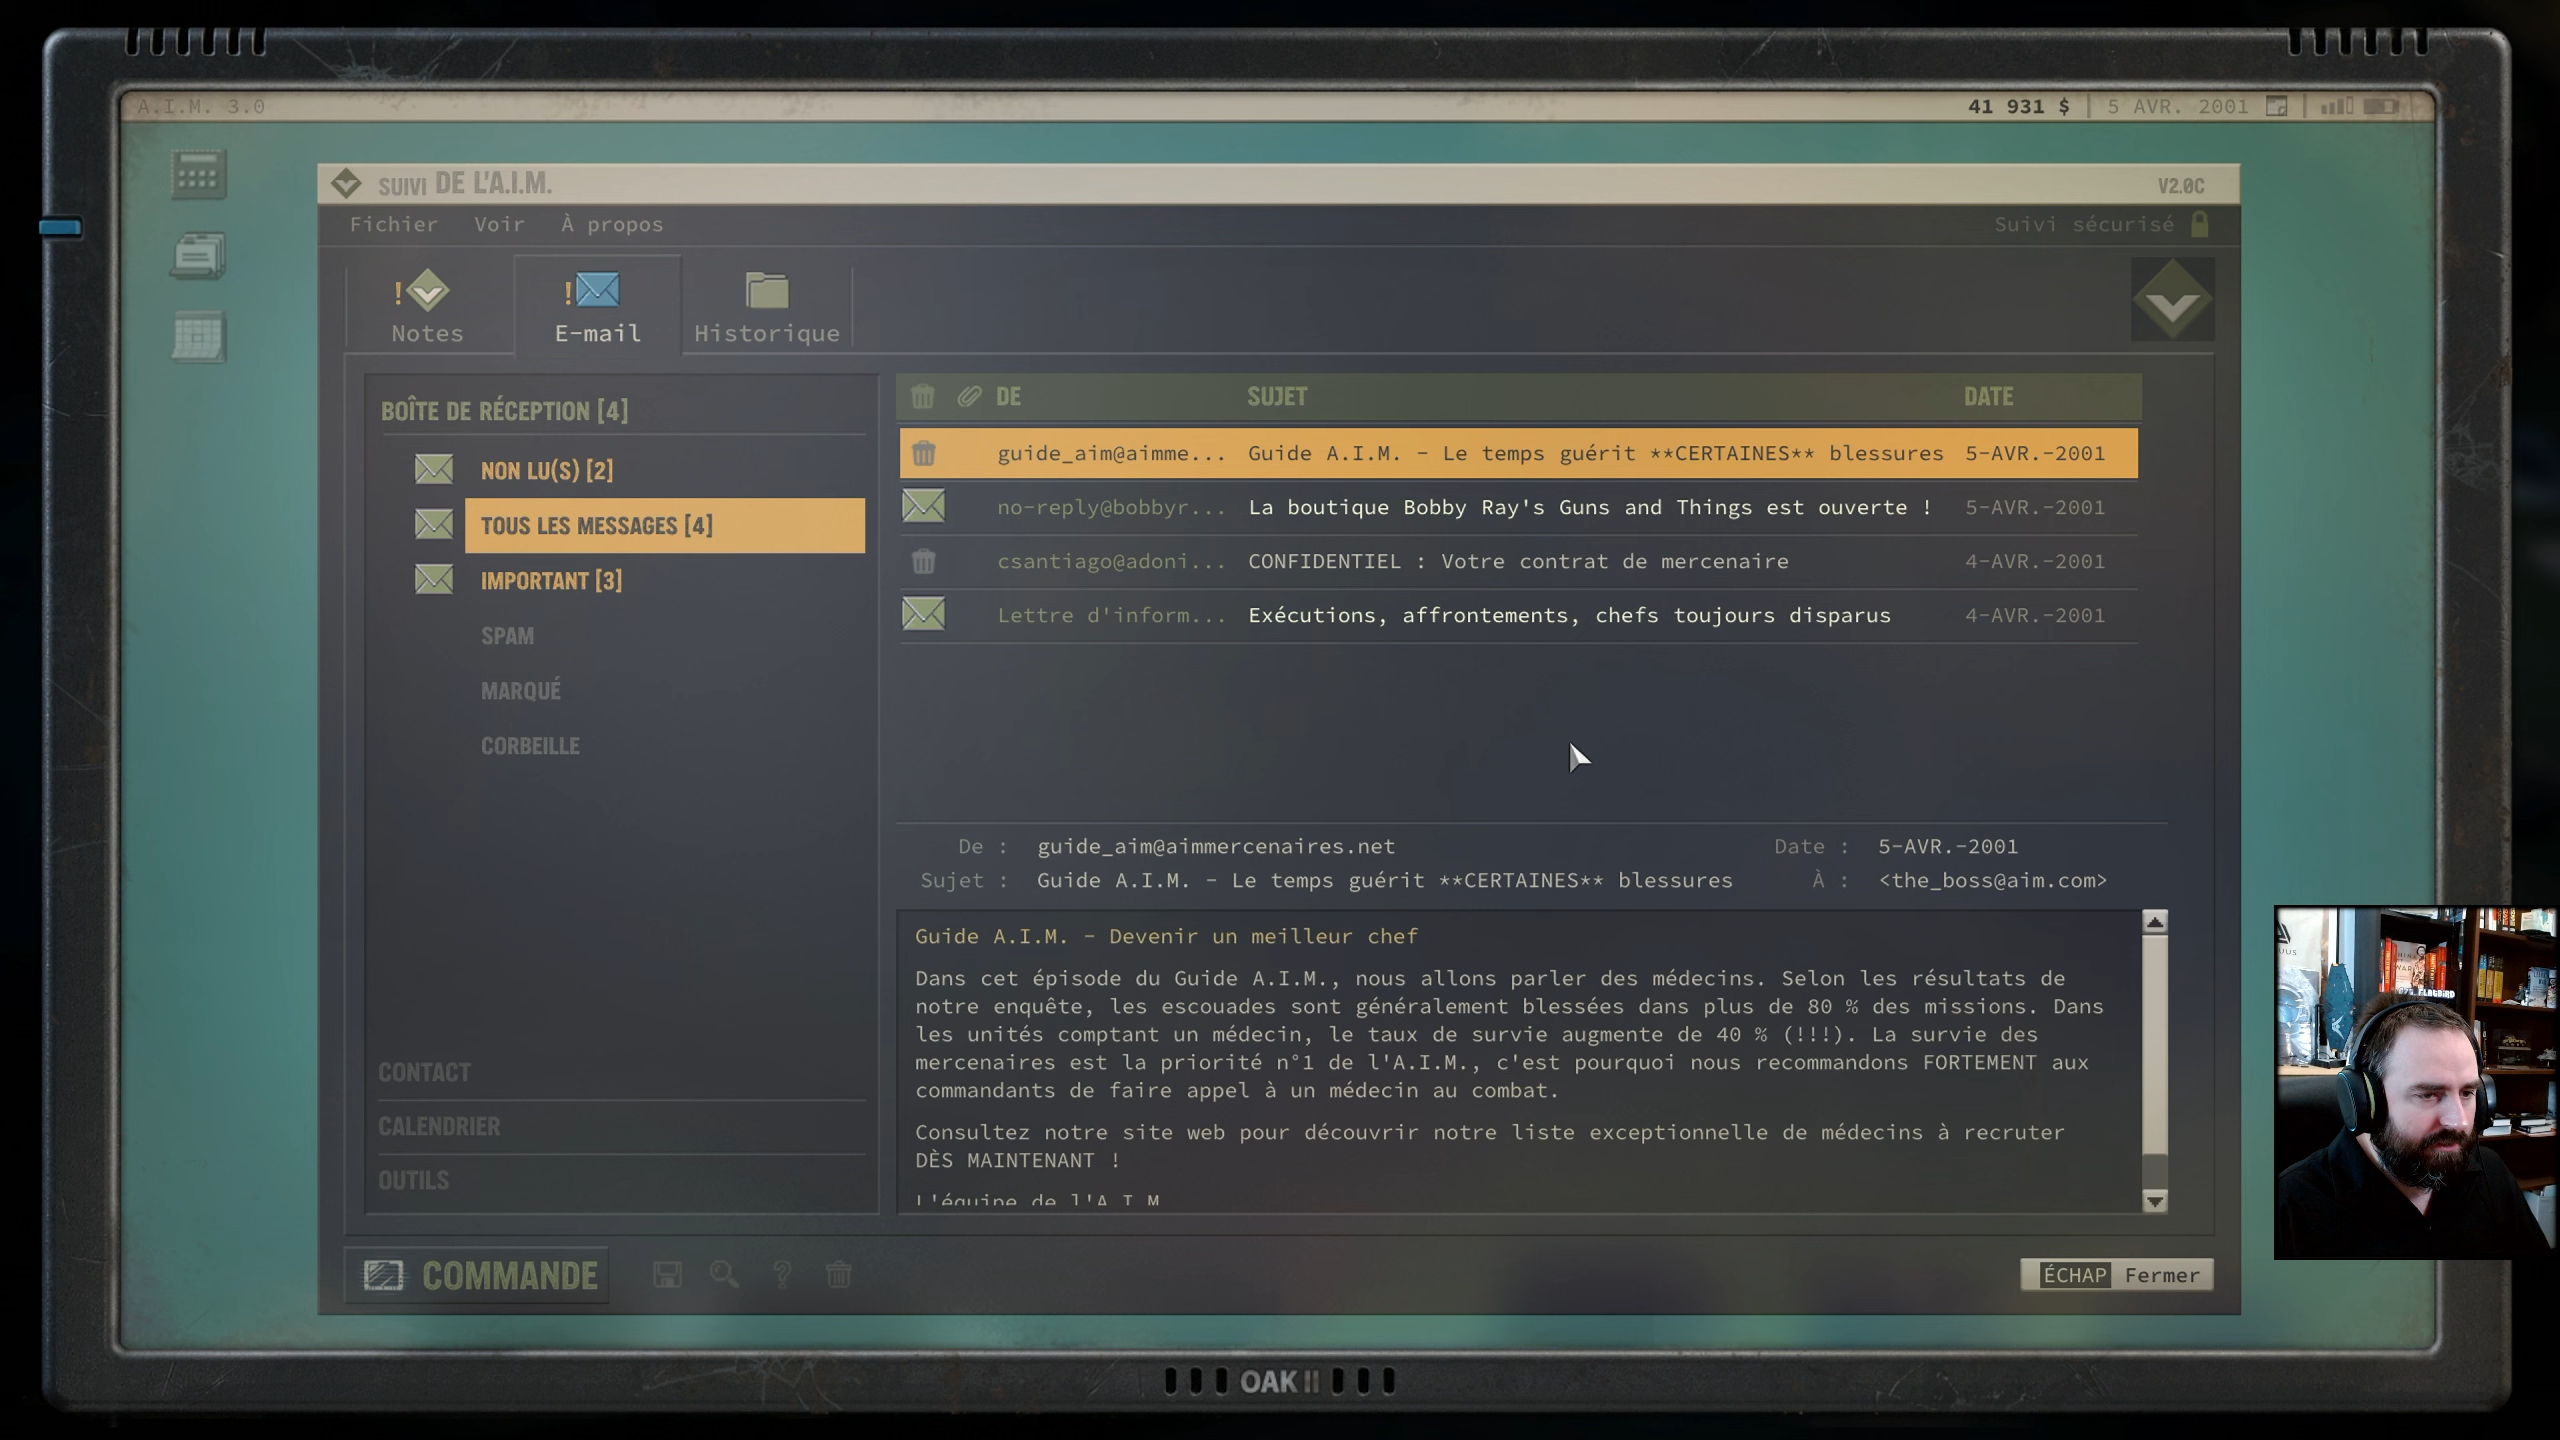 A.I.M. 3.0
41 931 $ | 5 AVR. 2001
SUIVI DE L'A.I.M.
V2.0C
Fichier Voir À propos
Suivi sécurisé
! Notes
! E-mail
Historique
BOÎTE DE RÉCEPTION [4]
NON LU(S) [2]
TOUS LES MESSAGES [4]
IMPORTANT [3]
SPAM
MARQUÉ
CORBEILLE
CONTACT
CALENDRIER
OUTILS
DE SUJET DATE
guide_aim@aimme... Guide A.I.M. - Le temps guérit **CERTAINES** blessures 5-AVR.-2001
no-reply@bobbyr... La boutique Bobby Ray's Guns and Things est ouverte ! 5-AVR.-2001
csantiago@adoni... CONFIDENTIEL : Votre contrat de mercenaire 4-AVR.-2001
Lettre d'inform... Exécutions, affrontements, chefs toujours disparus 4-AVR.-2001
De : guide_aim@aimmercenaires.net Date : 5-AVR.-2001
Sujet : Guide A.I.M. - Le temps guérit **CERTAINES** blessures À : <the_boss@aim.com>
Guide A.I.M. - Devenir un meilleur chef
Dans cet épisode du Guide A.I.M., nous allons parler des médecins. Selon les résultats de
notre enquête, les escouades sont généralement blessées dans plus de 80 % des missions. Dans
les unités comptant un médecin, le taux de survie augmente de 40 % (!!!). La survie des
mercenaires est la priorité n°1 de l'A.I.M., c'est pourquoi nous recommandons FORTEMENT aux
commandants de faire appel à un médecin au combat.
Consultez notre site web pour découvrir notre liste exceptionnelle de médecins à recruter
DÈS MAINTENANT !
L'équipe de l'A.I.M
COMMANDE
?
ÉCHAP Fermer
OAK II